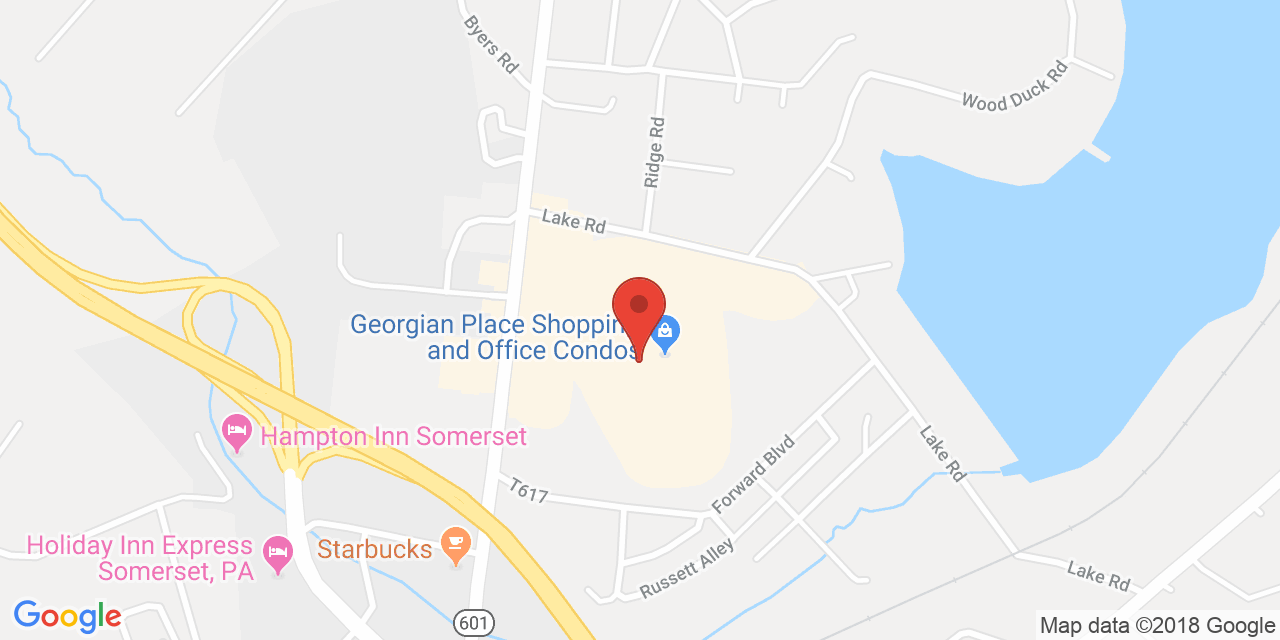 Byers Rd
Wood Duck Rd
Ridge Rd
Lake Rd
Georgian Place Shoppin
and Office Condos
Hampton Inn Somerset
Lake Rd
Forward Blvd
T617
Holiday Inn Express
Somerset, PA
Starbucks
Russett Alley
Lake Rd
601
Google
Map data ©2018 Google